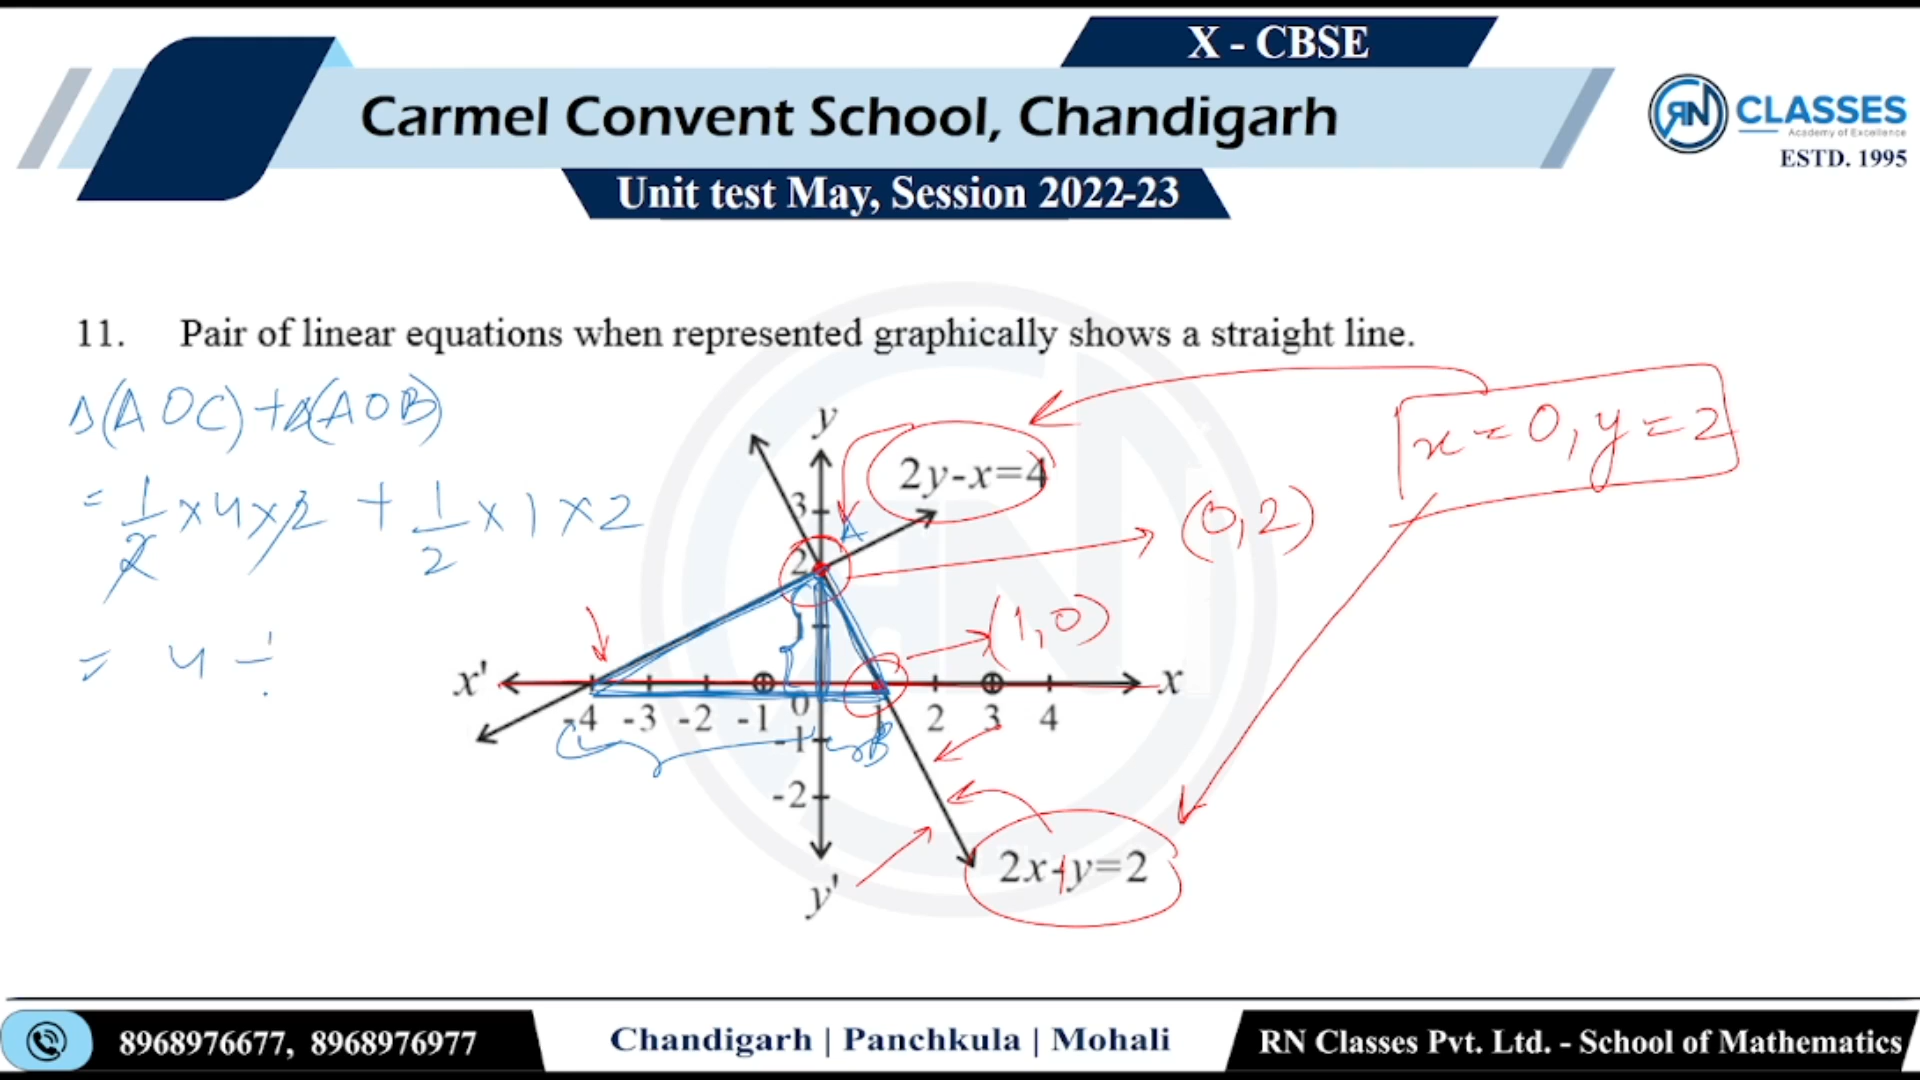 X - CBSE
Carmel Convent School, Chandigarh
RN CLASSES
Academy of Excellence
ESTD. 1995
Unit test May, Session 2022-23
11. Pair of linear equations when represented graphically shows a straight line.
Δ(AOC)+Δ(AOB)
= 1/2 × 4 × 2 + 1/2 × 1 × 2
= 4
x = 0, y = 2
y
2y-x=4
3
A
(0,2)
2
(1,0)
x'
x
-4 -3 -2 -1 0 1 2 3 4
C
B
-1
-2
2x+y=2
y'
8968976677, 8968976977
Chandigarh | Panchkula | Mohali
RN Classes Pvt. Ltd. - School of Mathematics